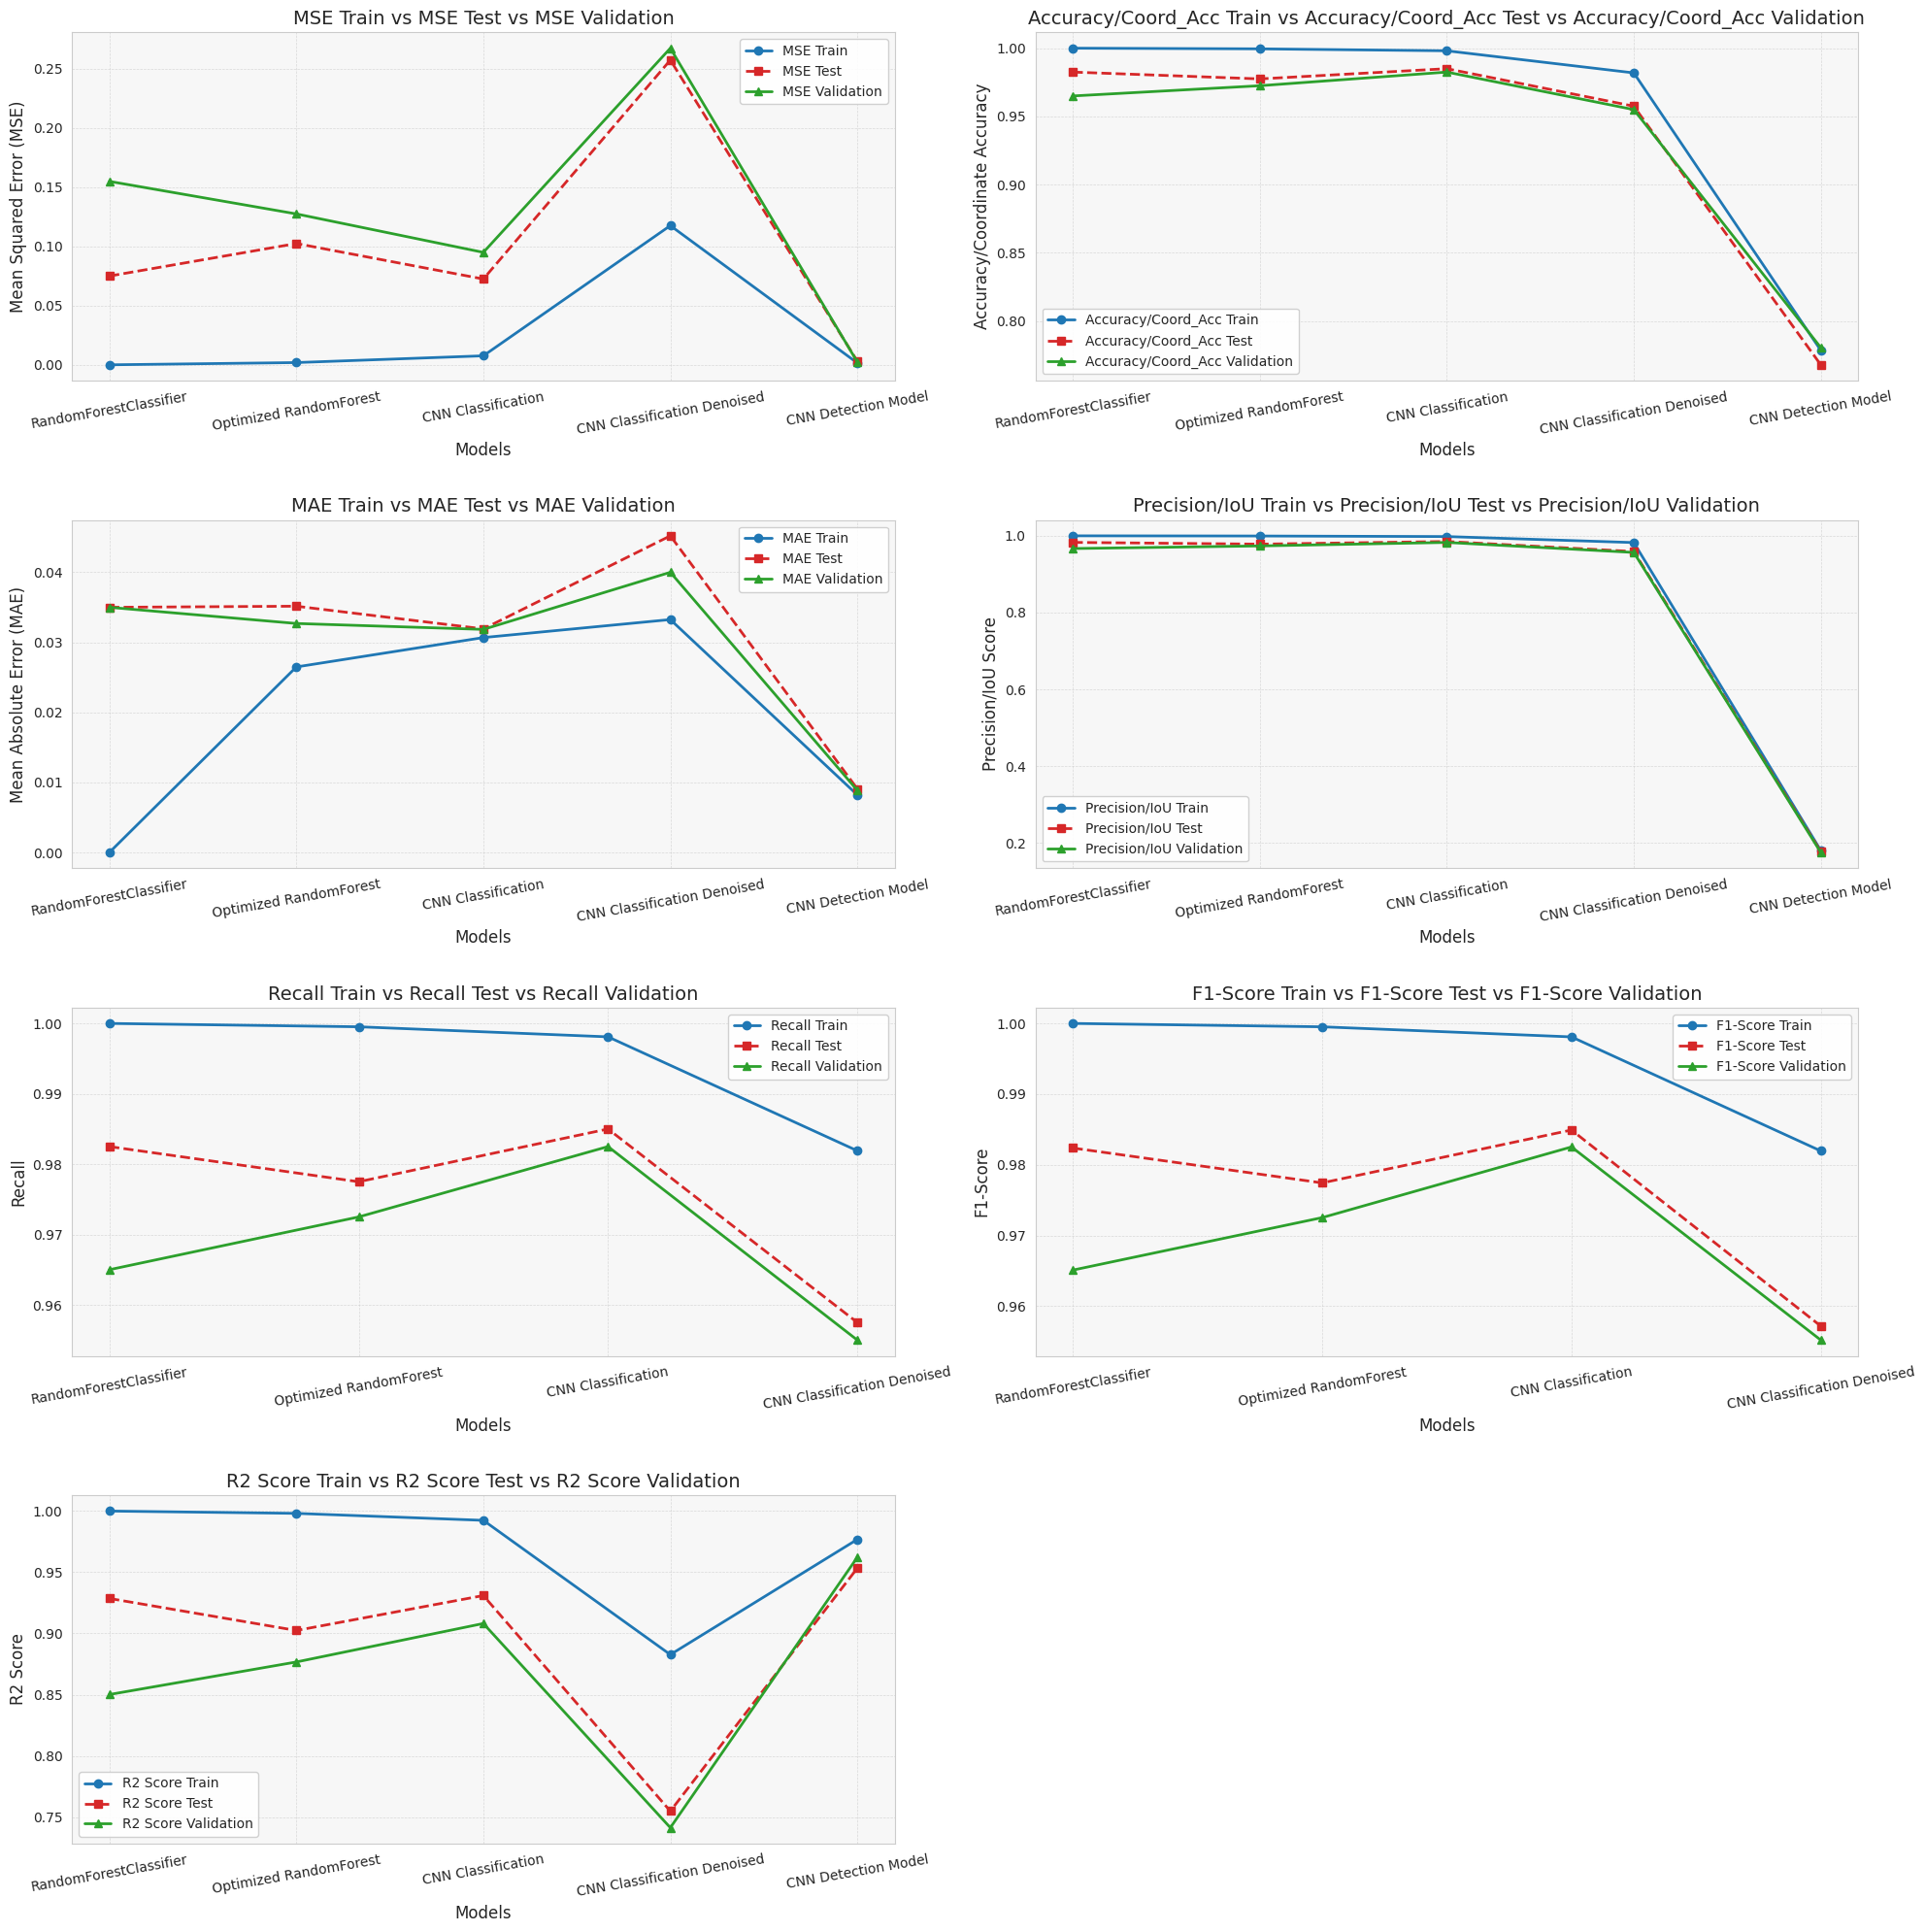 MSE Train vs MSE Test vs MSE Validation
Mean Squared Error (MSE)
0.25
0.20
0.15
0.10
0.05
0.00
MSE Train
MSE Test
MSE Validation
RandomForestClassifier
Optimized RandomForest
CNN Classification
CNN Classification Denoised
CNN Detection Model
Models
Accuracy/Coord_Acc Train vs Accuracy/Coord_Acc Test vs Accuracy/Coord_Acc Validation
Accuracy/Coordinate Accuracy
1.00
0.95
0.90
0.85
0.80
Accuracy/Coord_Acc Train
Accuracy/Coord_Acc Test
Accuracy/Coord_Acc Validation
RandomForestClassifier
Optimized RandomForest
CNN Classification
CNN Classification Denoised
CNN Detection Model
Models
MAE Train vs MAE Test vs MAE Validation
Mean Absolute Error (MAE)
0.04
0.03
0.02
0.01
0.00
MAE Train
MAE Test
MAE Validation
RandomForestClassifier
Optimized RandomForest
CNN Classification
CNN Classification Denoised
CNN Detection Model
Models
Precision/IoU Train vs Precision/IoU Test vs Precision/IoU Validation
Precision/IoU Score
1.0
0.8
0.6
0.4
0.2
Precision/IoU Train
Precision/IoU Test
Precision/IoU Validation
RandomForestClassifier
Optimized RandomForest
CNN Classification
CNN Classification Denoised
CNN Detection Model
Models
Recall Train vs Recall Test vs Recall Validation
Recall
1.00
0.99
0.98
0.97
0.96
Recall Train
Recall Test
Recall Validation
RandomForestClassifier
Optimized RandomForest
CNN Classification
CNN Classification Denoised
Models
F1-Score Train vs F1-Score Test vs F1-Score Validation
F1-Score
1.00
0.99
0.98
0.97
0.96
F1-Score Train
F1-Score Test
F1-Score Validation
RandomForestClassifier
Optimized RandomForest
CNN Classification
CNN Classification Denoised
Models
R2 Score Train vs R2 Score Test vs R2 Score Validation
R2 Score
1.00
0.95
0.90
0.85
0.80
0.75
R2 Score Train
R2 Score Test
R2 Score Validation
RandomForestClassifier
Optimized RandomForest
CNN Classification
CNN Classification Denoised
CNN Detection Model
Models